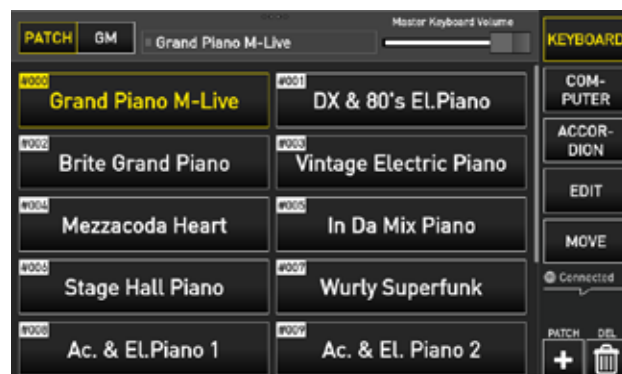 PATCH GM
Grand Piano M-Live
Master Keyboard Volume
KEYBOARD
#000
Grand Piano M-Live
#001
DX & 80's El.Piano
COM-
PUTER
#002
Brite Grand Piano
#003
Vintage Electric Piano
ACCOR-
DION
#004
Mezzacoda Heart
#005
In Da Mix Piano
EDIT
MOVE
#006
Stage Hall Piano
#007
Wurly Superfunk
Connected
#008
Ac. & El.Piano 1
#009
Ac. & El. Piano 2
PATCH DEL
+